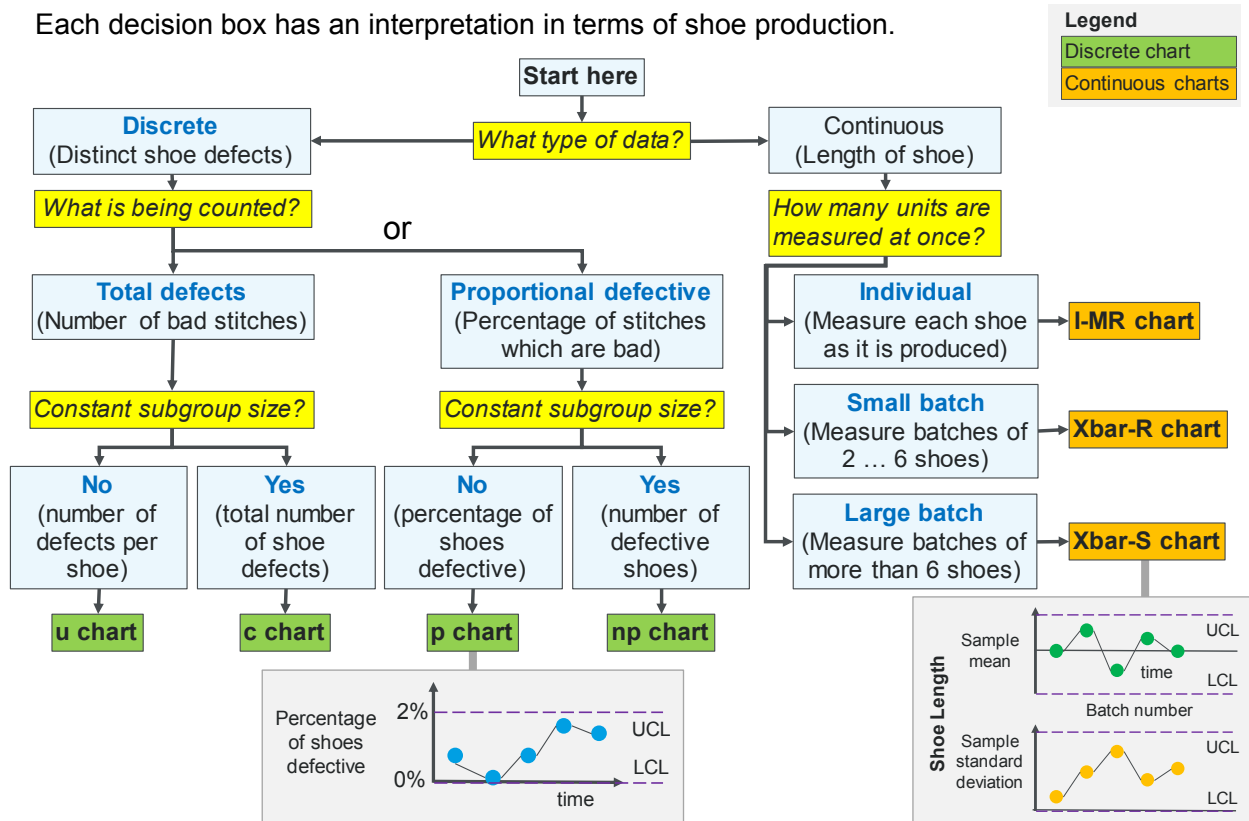 Each decision box has an interpretation in terms of shoe production.
Legend
Discrete chart
Continuous charts
Start here
What type of data?
Discrete
(Distinct shoe defects)
Continuous
(Length of shoe)
What is being counted?
How many units are
measured at once?
or
Total defects
(Number of bad stitches)
Proportional defective
(Percentage of stitches
which are bad)
Individual
(Measure each shoe
as it is produced)
I-MR chart
Constant subgroup size?
Constant subgroup size?
Small batch
(Measure batches of
2 … 6 shoes)
Xbar-R chart
No
(number of
defects per
shoe)
Yes
(total number
of shoe
defects)
No
(percentage of
shoes
defective)
Yes
(number of
defective
shoes)
Large batch
(Measure batches of
more than 6 shoes)
Xbar-S chart
u chart
c chart
p chart
np chart
Percentage
of shoes
defective
2%
0%
UCL
LCL
time
Shoe Length
Sample
mean
UCL
time
LCL
Batch number
Sample
standard
deviation
UCL
LCL